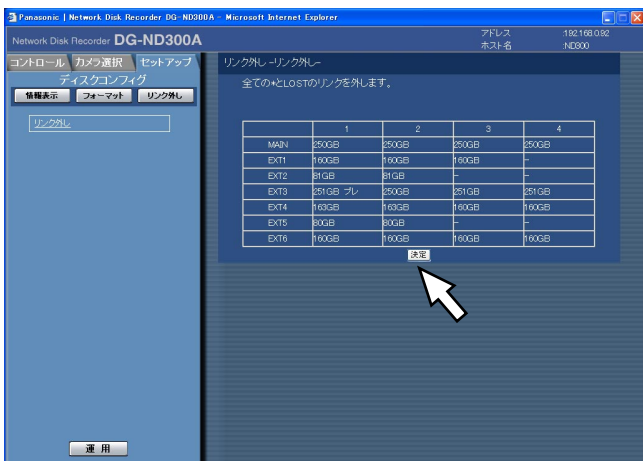 Panasonic | Network Disk Recorder DG-ND300A - Microsoft Internet Explorer
Network Disk Recorder DG-ND300A
アドレス :192.168.0.92
ホスト名 :ND300
コントロール カメラ選択 セットアップ
ディスクコンフィグ
情報表示 フォーマット リンク外し
リンク外し
リンク外し -リンク外し-
全ての*とLOSTのリンクを外します。
1 2 3 4
MAIN 250GB 250GB 250GB 250GB
EXT1 160GB 160GB 160GB -
EXT2 81GB 81GB - -
EXT3 251GB プレ 250GB 251GB 251GB
EXT4 163GB 163GB 160GB 160GB
EXT5 80GB 80GB - -
EXT6 160GB 160GB 160GB 160GB
決定
運 用